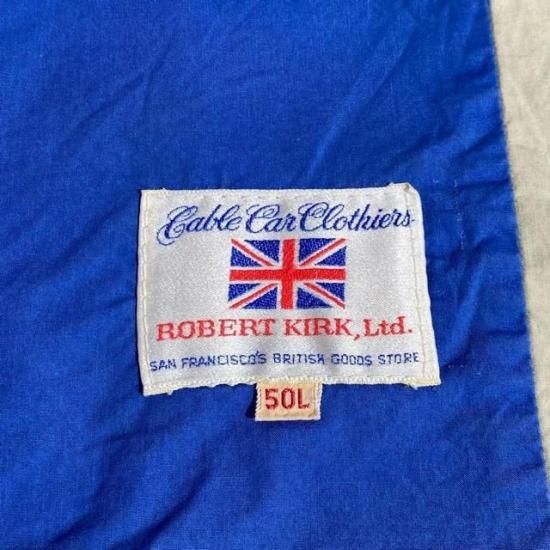 Cable Car Clothiers
ROBERT KIRK, Ltd.
SAN FRANCISCO'S BRITISH GOODS STORE
50L